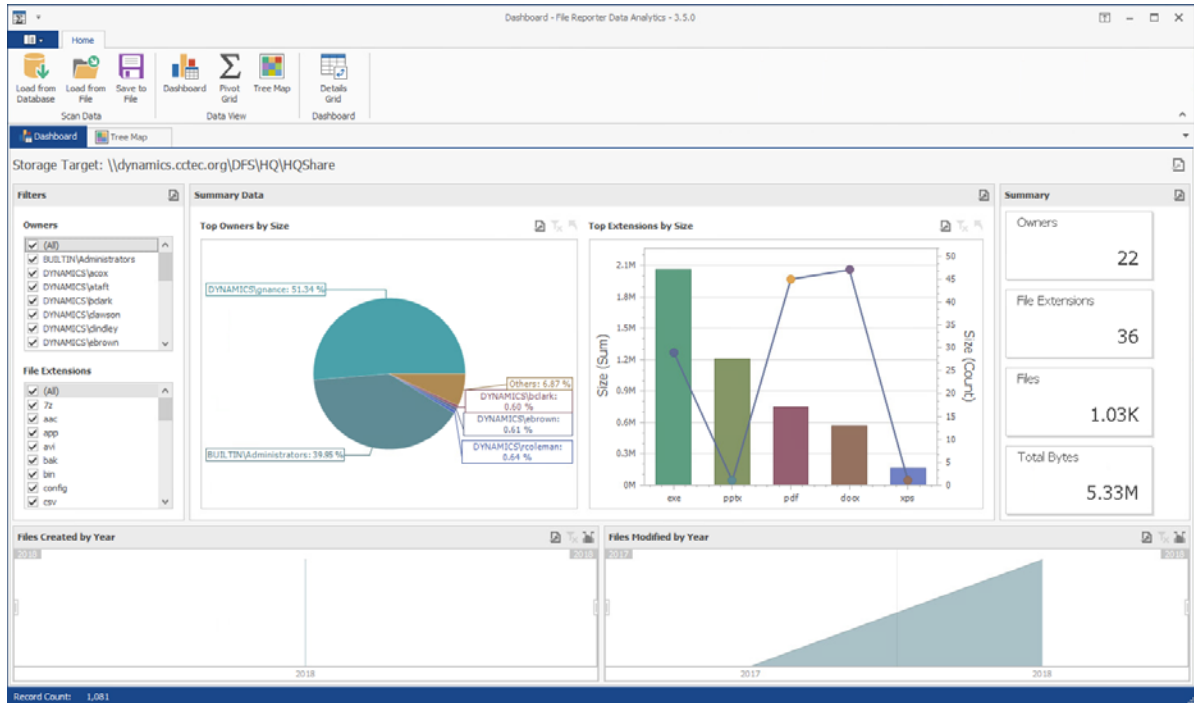 Dashboard - File Reporter Data Analytics - 3.5.0
Home
Load from Database
Load from File
Save to File
Dashboard
Pivot Grid
Tree Map
Details Grid
Scan Data
Data View
Dashboard
Dashboard
Tree Map
Storage Target: \\dynamics.cctec.org\DFS\HQ\HQShare
Filters
Owners
(All)
BUILTIN\Administrators
DYNAMICS\acox
DYNAMICS\ataft
DYNAMICS\bclark
DYNAMICS\dawson
DYNAMICS\dindley
DYNAMICS\ebrown
File Extensions
(All)
7z
aac
app
avi
bak
bin
config
csv
Summary Data
Top Owners by Size
DYNAMICS\gnance: 51.34 %
Others: 6.87 %
DYNAMICS\bclark:
0.60 %
DYNAMICS\ebrown:
0.61 %
DYNAMICS\rcoleman:
0.64 %
BUILTIN\Administrators: 39.95 %
Top Extensions by Size
Size (Sum)
2.1M
1.8M
1.5M
1.2M
0.9M
0.6M
0.3M
0M
exe
pptx
pdf
docx
xps
50
45
40
35
30
25
20
15
10
5
0
Size (Count)
Summary
Owners
22
File Extensions
36
Files
1.03K
Total Bytes
5.33M
Files Created by Year
2018
2018
2018
Files Modified by Year
2017
2018
2017
2018
Record Count: 1,081